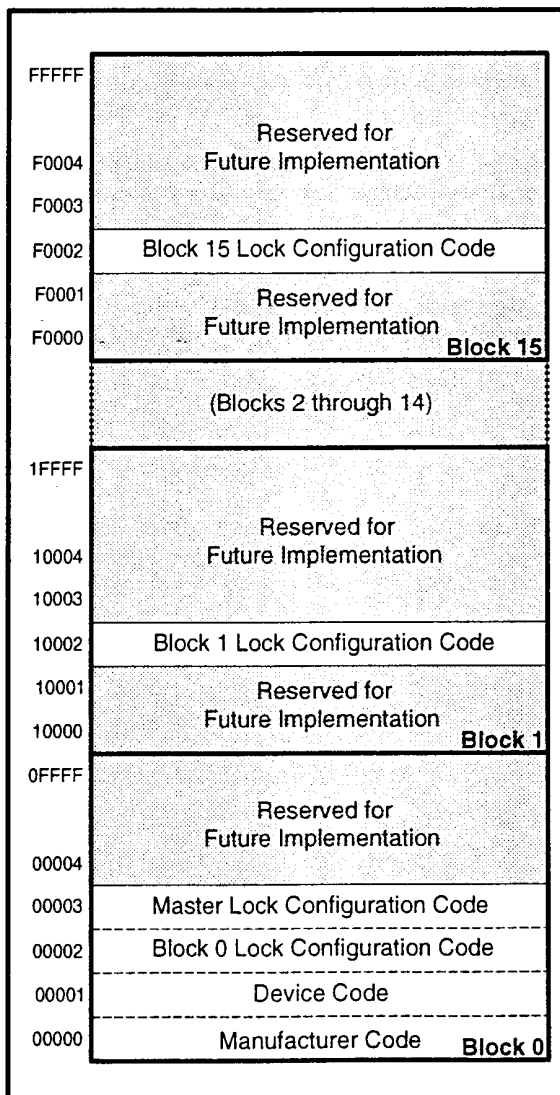 FFFFF
Reserved for
Future Implementation
F0004
F0003
F0002 Block 15 Lock Configuration Code
F0001 Reserved for
F0000 Future Implementation
Block 15
(Blocks 2 through 14)
1FFFF
Reserved for
Future Implementation
10004
10003
10002 Block 1 Lock Configuration Code
10001 Reserved for
10000 Future Implementation
Block 1
0FFFF
Reserved for
Future Implementation
00004
00003 Master Lock Configuration Code
00002 Block 0 Lock Configuration Code
00001 Device Code
00000 Manufacturer Code Block 0